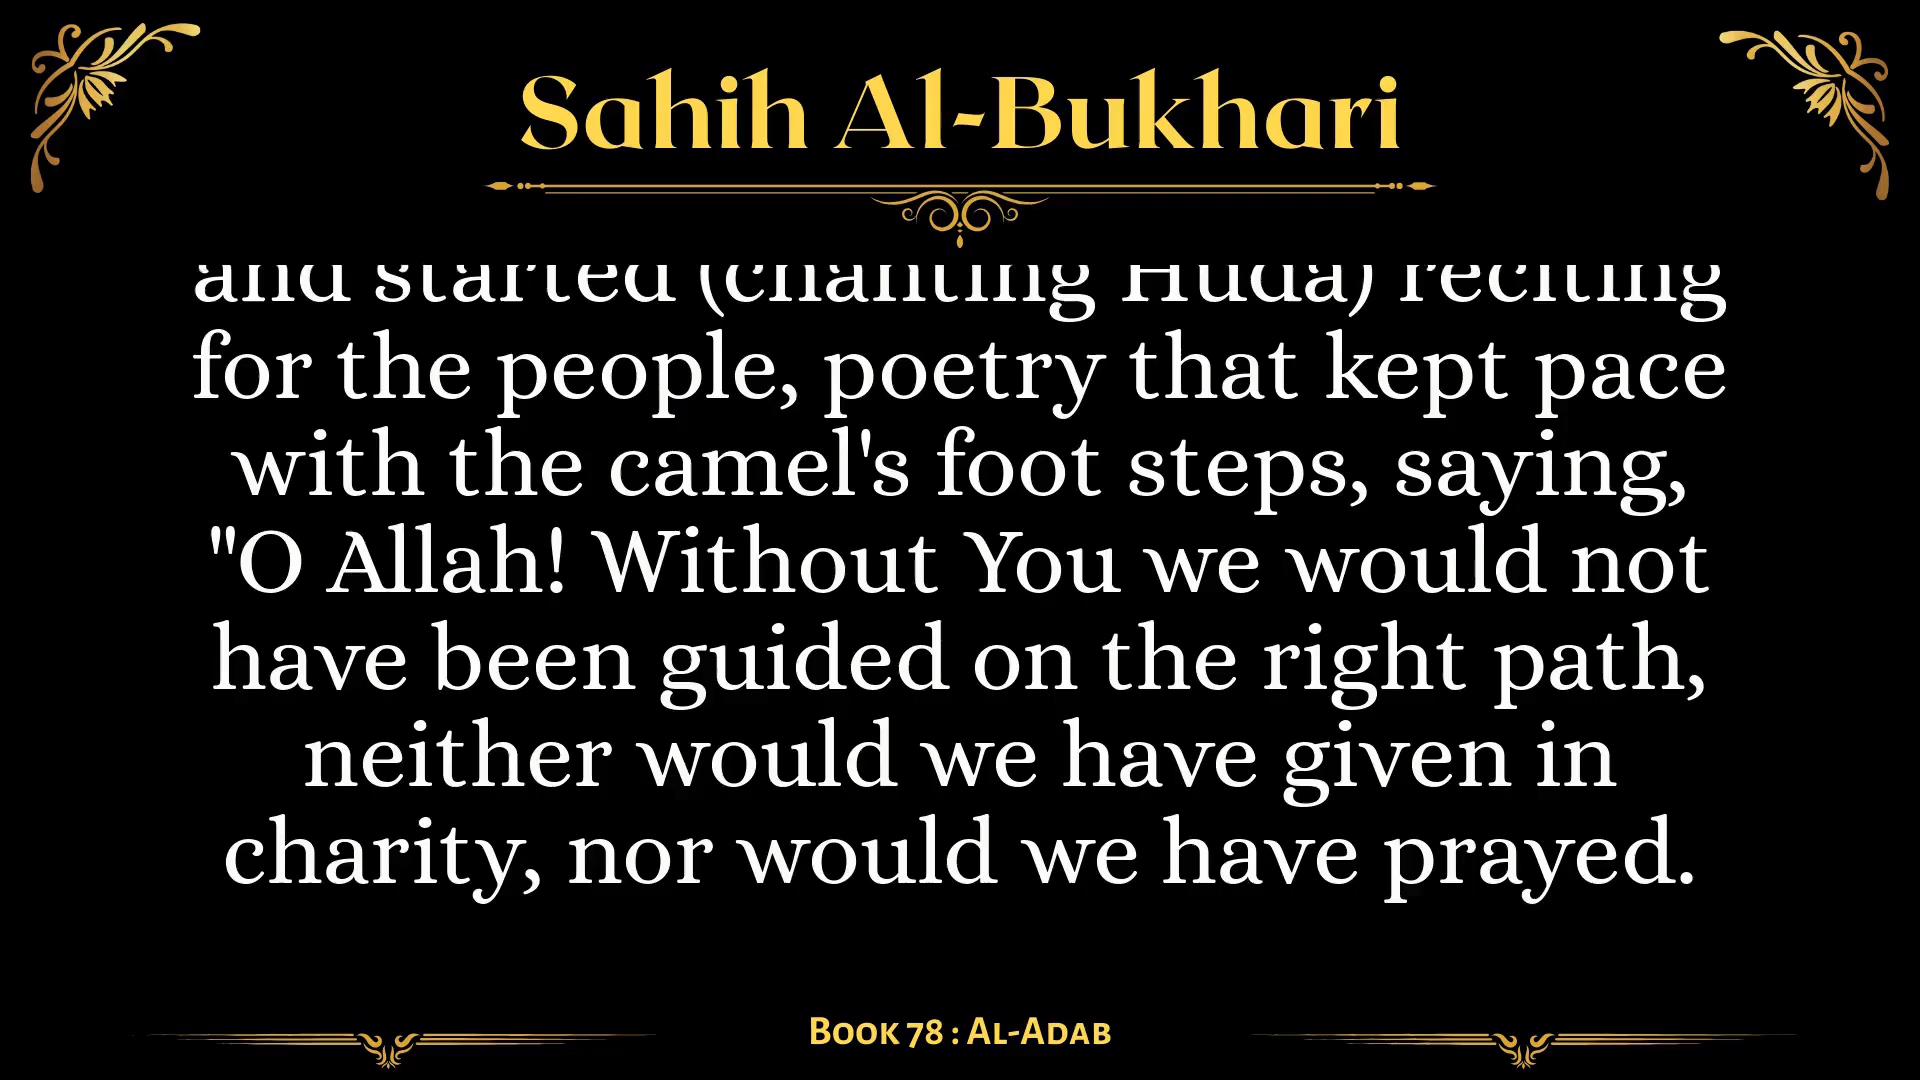 Sahih Al-Bukhari
and started (chanting Huda) reciting
for the people, poetry that kept pace
with the camel's foot steps, saying,
"O Allah! Without You we would not
have been guided on the right path,
neither would we have given in
charity, nor would we have prayed.
Book 78 : Al-Adab